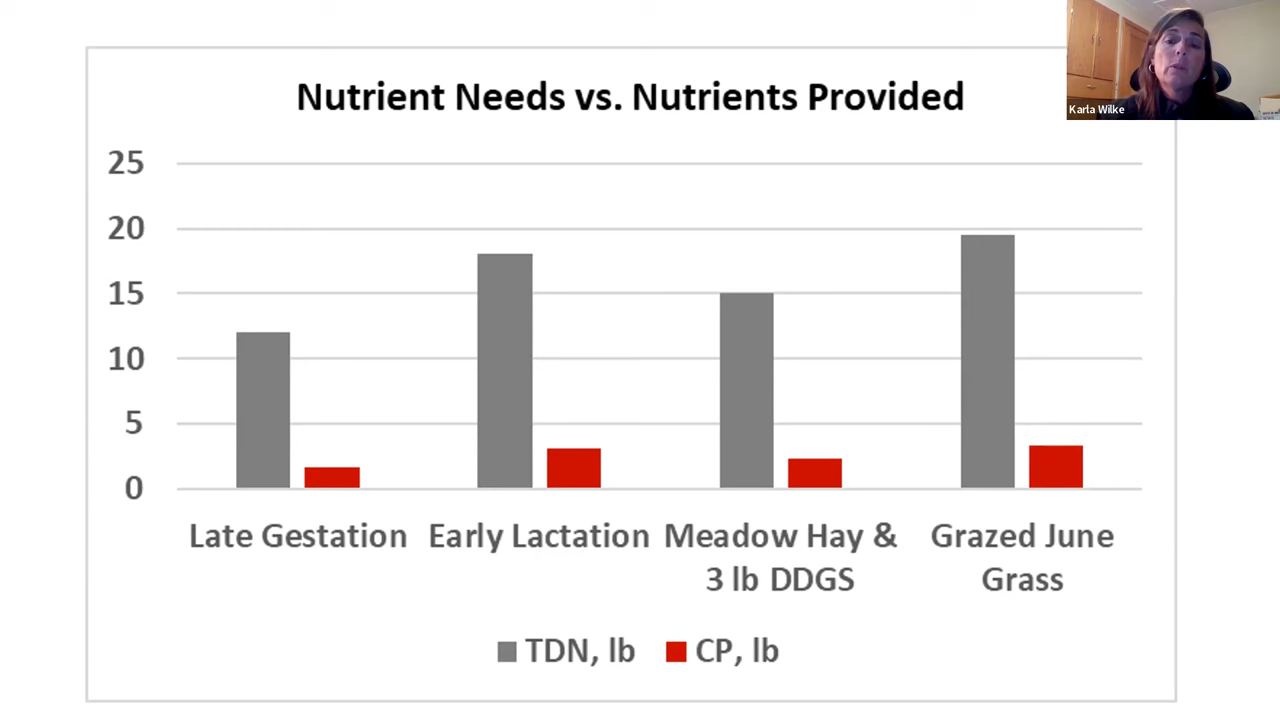 Karla Wilke
Nutrient Needs vs. Nutrients Provided
25
20
15
10
5
0
Late Gestation
Early Lactation
Meadow Hay &
3 lb DDGS
Grazed June
Grass
TDN, lb
CP, lb